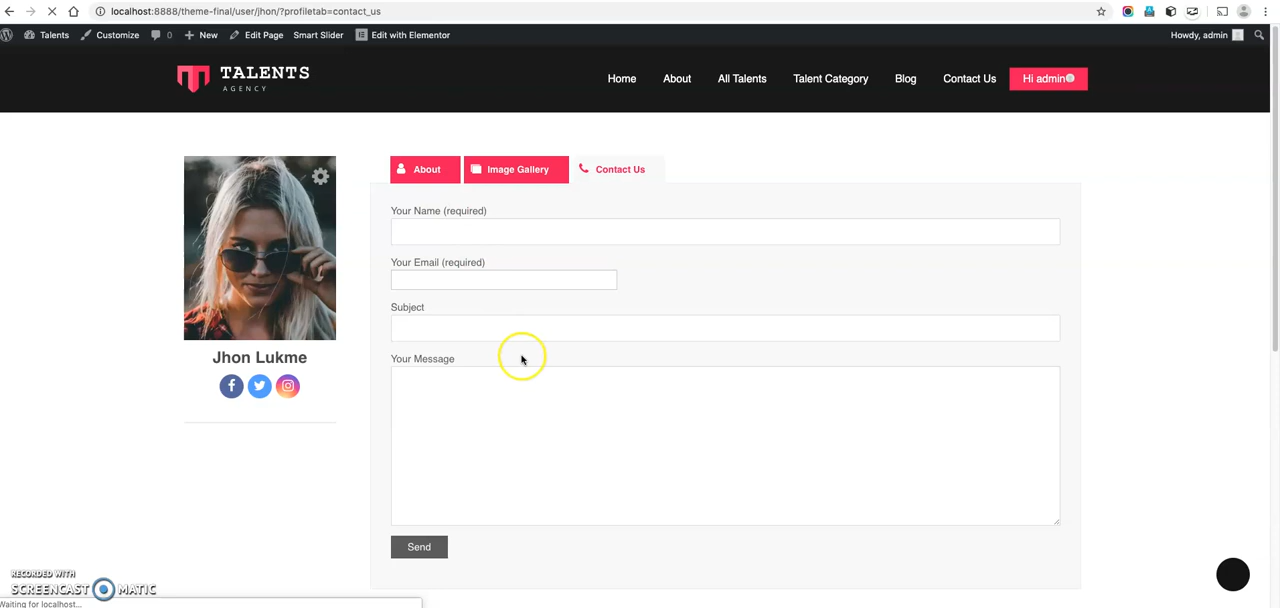 localhost:8888/theme-final/user/jhon/?profiletab=contact_us
Talents Customize 0 New Edit Page Smart Slider Edit with Elementor Howdy, admin
TALENTS
AGENCY
Home About All Talents Talent Category Blog Contact Us Hi admin
About Image Gallery Contact Us
Your Name (required)
Your Email (required)
Subject
Your Message
Jhon Lukme
Send
RECORDED WITH
SCREENCAST MATIC
Waiting for localhost...